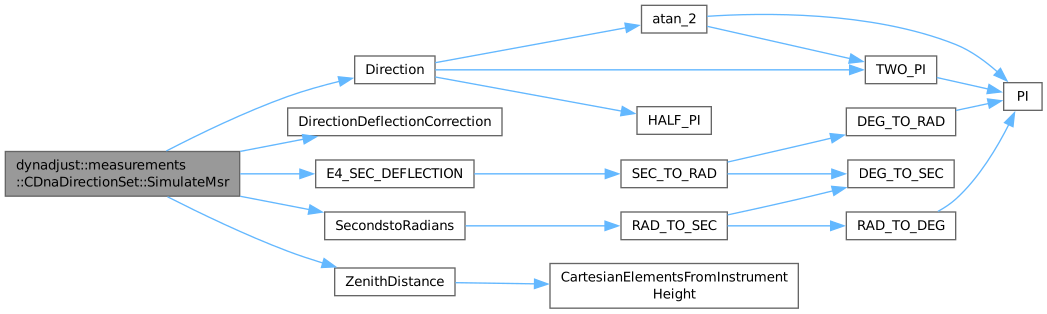 dynadjust::measurements
::CDnaDirectionSet::SimulateMsr
Direction
atan_2
TWO_PI
PI
HALF_PI
DirectionDeflectionCorrection
E4_SEC_DEFLECTION
SEC_TO_RAD
DEG_TO_RAD
DEG_TO_SEC
SecondstoRadians
RAD_TO_SEC
RAD_TO_DEG
ZenithDistance
CartesianElementsFromInstrument
Height